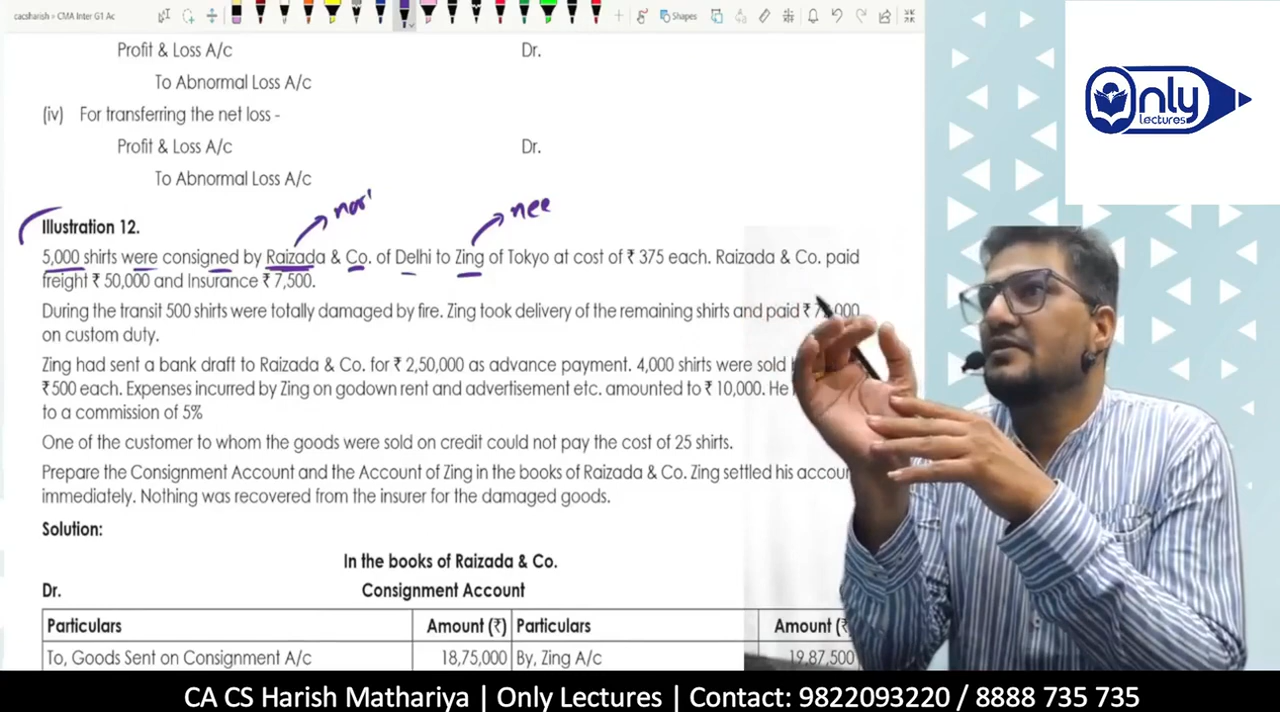 cacsharish > CMA Inter G1 Ac
Shapes
Profit & Loss A/c Dr.
To Abnormal Loss A/c
(iv) For transferring the net loss -
Profit & Loss A/c Dr.
To Abnormal Loss A/c
nor'
nee
Illustration 12.
5,000 shirts were consigned by Raizada & Co. of Delhi to Zing of Tokyo at cost of ₹ 375 each. Raizada & Co. paid
freight ₹ 50,000 and Insurance ₹ 7,500.
During the transit 500 shirts were totally damaged by fire. Zing took delivery of the remaining shirts and paid ₹
on custom duty.
Zing had sent a bank draft to Raizada & Co. for ₹ 2,50,000 as advance payment. 4,000 shirts were sold
₹500 each. Expenses incurred by Zing on godown rent and advertisement etc. amounted to ₹ 10,000. He
to a commission of 5%
One of the customer to whom the goods were sold on credit could not pay the cost of 25 shirts.
Prepare the Consignment Account and the Account of Zing in the books of Raizada & Co. Zing settled his accoun
immediately. Nothing was recovered from the insurer for the damaged goods.
Solution:
In the books of Raizada & Co.
Dr. Consignment Account
Particulars Amount (₹) Particulars Amount (₹)
To, Goods Sent on Consignment A/c 18,75,000 By, Zing A/c 19,87,500
Only
Lectures
CA CS Harish Mathariya | Only Lectures | Contact: 9822093220 / 8888 735 735